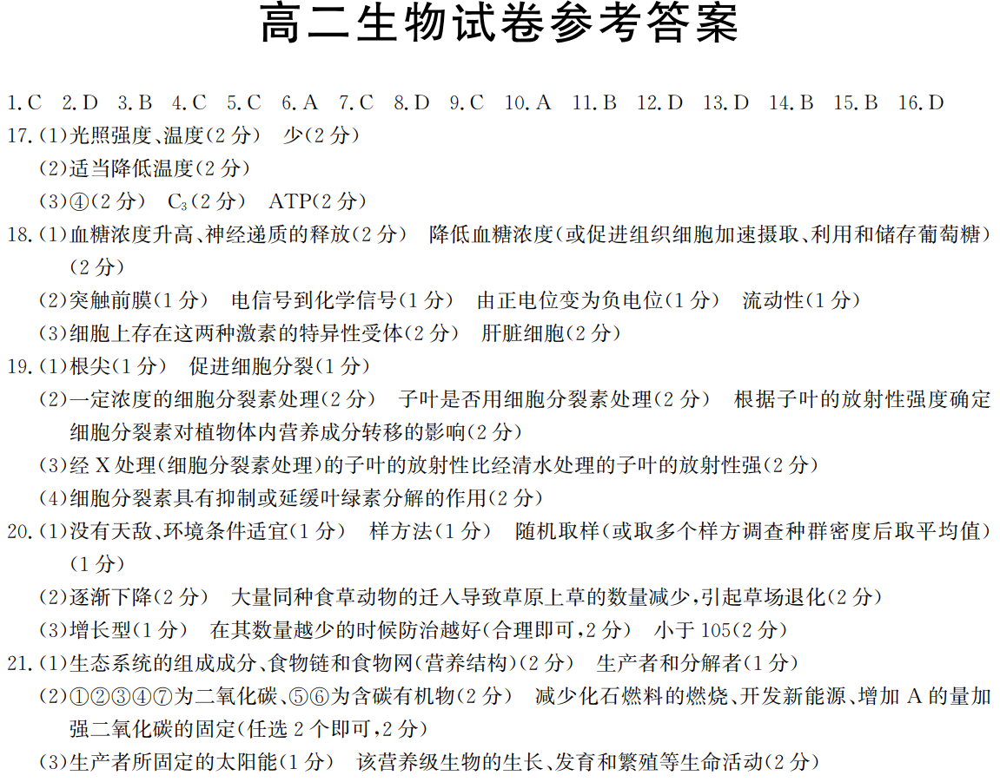 高二生物试卷参考答案
1. C 2. D 3. B 4. C 5. C 6. A 7. C 8. D 9. C 10. A 11. B 12. D 13. D 14. B 15. B 16. D
17. (1)光照强度、温度(2 分) 少(2 分)
(2)适当降低温度(2 分)
(3)④(2 分) C₃(2 分) ATP(2 分)
18. (1)血糖浓度升高、神经递质的释放(2 分) 降低血糖浓度(或促进组织细胞加速摄取、利用和储存葡萄糖)
(2 分)
(2)突触前膜(1 分) 电信号到化学信号(1 分) 由正电位变为负电位(1 分) 流动性(1 分)
(3)细胞上存在这两种激素的特异性受体(2 分) 肝脏细胞(2 分)
19. (1)根尖(1 分) 促进细胞分裂(1 分)
(2)一定浓度的细胞分裂素处理(2 分) 子叶是否用细胞分裂素处理(2 分) 根据子叶的放射性强度确定
细胞分裂素对植物体内营养成分转移的影响(2 分)
(3)经 X 处理(细胞分裂素处理)的子叶的放射性比经清水处理的子叶的放射性强(2 分)
(4)细胞分裂素具有抑制或延缓叶绿素分解的作用(2 分)
20. (1)没有天敌、环境条件适宜(1 分) 样方法(1 分) 随机取样(或取多个样方调查种群密度后取平均值)
(1 分)
(2)逐渐下降(2 分) 大量同种食草动物的迁入导致草原上草的数量减少,引起草场退化(2 分)
(3)增长型(1 分) 在其数量越少的时候防治越好(合理即可,2 分) 小于 105(2 分)
21. (1)生态系统的组成成分、食物链和食物网(营养结构)(2 分) 生产者和分解者(1 分)
(2)①②③④⑦为二氧化碳、⑤⑥为含碳有机物(2 分) 减少化石燃料的燃烧、开发新能源、增加 A 的量加
强二氧化碳的固定(任选 2 个即可,2 分)
(3)生产者所固定的太阳能(1 分) 该营养级生物的生长、发育和繁殖等生命活动(2 分)